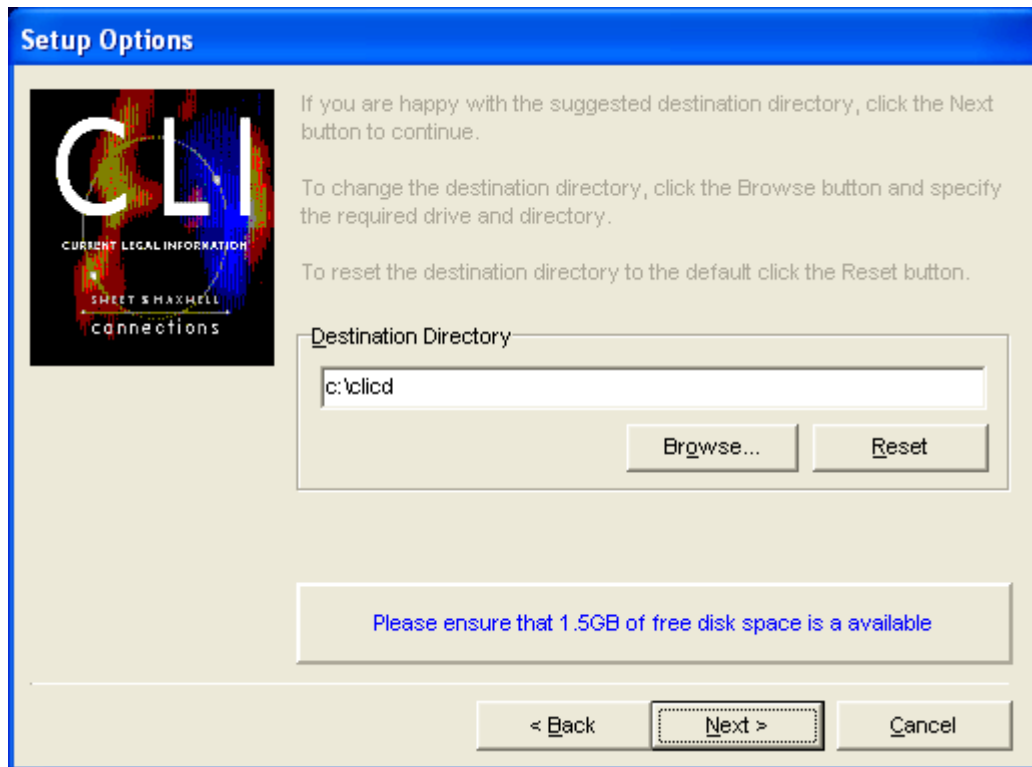 Setup Options
CLI
CURRENT LEGAL INFORMATION
SWEET & MAXWELL
connections
If you are happy with the suggested destination directory, click the Next
button to continue.
To change the destination directory, click the Browse button and specify
the required drive and directory.
To reset the destination directory to the default click the Reset button.
Destination Directory
c:\clicd
Browse...
Reset
Please ensure that 1.5GB of free disk space is a available
< Back
Next >
Cancel